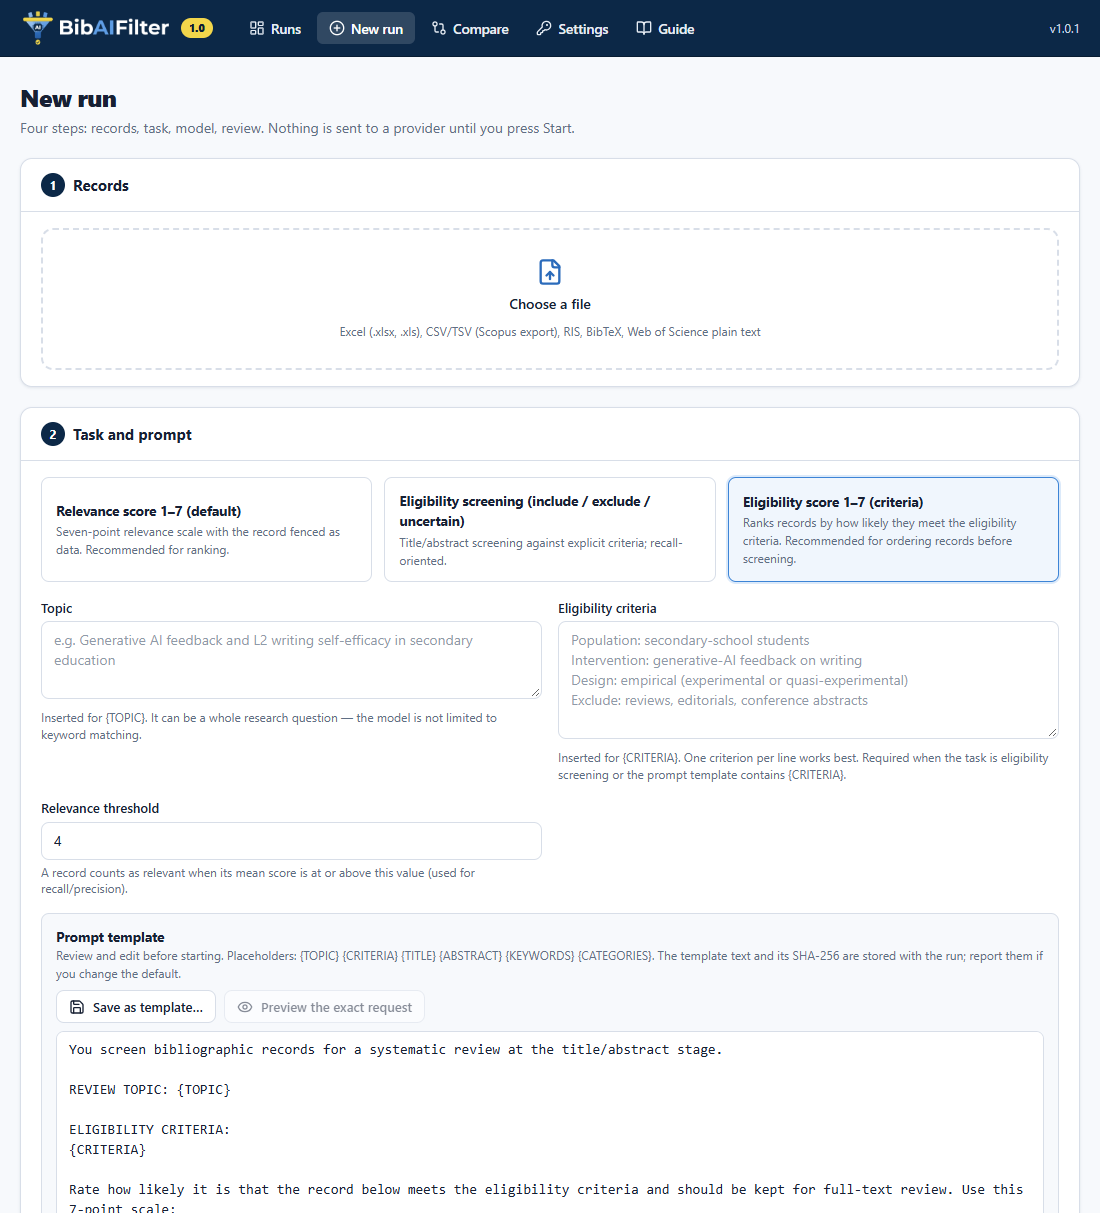 BibAIFilter 1.0 Runs New run Compare Settings Guide v1.0.1
New run
Four steps: records, task, model, review. Nothing is sent to a provider until you press Start.
1 Records
Choose a file
Excel (.xlsx, .xls), CSV/TSV (Scopus export), RIS, BibTeX, Web of Science plain text
2 Task and prompt
Relevance score 1–7 (default)
Seven-point relevance scale with the record fenced as
data. Recommended for ranking.
Eligibility screening (include / exclude /
uncertain)
Title/abstract screening against explicit criteria; recall-
oriented.
Eligibility score 1–7 (criteria)
Ranks records by how likely they meet the eligibility
criteria. Recommended for ordering records before
screening.
Topic
e.g. Generative AI feedback and L2 writing self-efficacy in secondary
education
Inserted for {TOPIC}. It can be a whole research question — the model is not limited to
keyword matching.
Eligibility criteria
Population: secondary-school students
Intervention: generative-AI feedback on writing
Design: empirical (experimental or quasi-experimental)
Exclude: reviews, editorials, conference abstracts
Inserted for {CRITERIA}. One criterion per line works best. Required when the task is eligibility
screening or the prompt template contains {CRITERIA}.
Relevance threshold
4
A record counts as relevant when its mean score is at or above this value (used for
recall/precision).
Prompt template
Review and edit before starting. Placeholders: {TOPIC} {CRITERIA} {TITLE} {ABSTRACT} {KEYWORDS} {CATEGORIES}. The template text and its SHA-256 are stored with the run; report them if
you change the default.
Save as template... Preview the exact request
You screen bibliographic records for a systematic review at the title/abstract stage.
REVIEW TOPIC: {TOPIC}
ELIGIBILITY CRITERIA:
{CRITERIA}
Rate how likely it is that the record below meets the eligibility criteria and should be kept for full-text review. Use this
7-point scale: